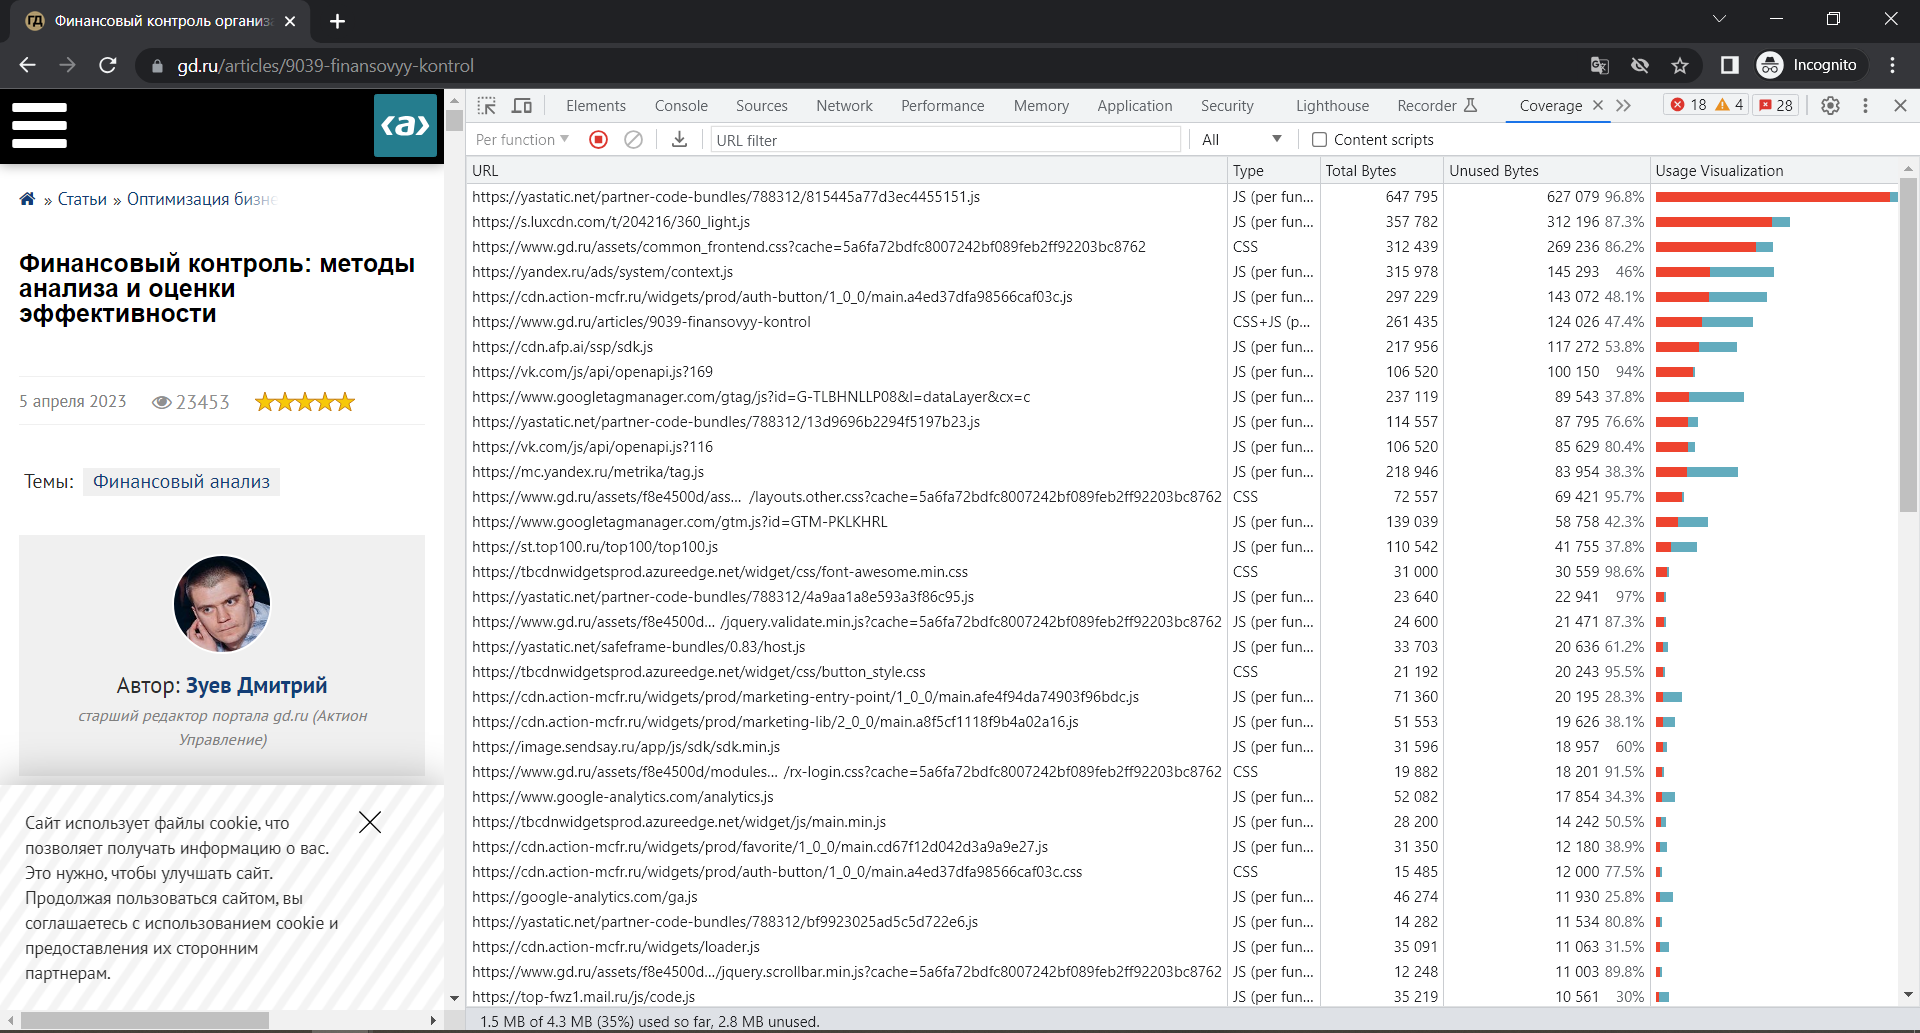 Финансовый контроль организа
gd.ru/articles/9039-finansovyy-kontrol
Incognito
‹a›
» Статьи » Оптимизация бизне
Финансовый контроль: методы
анализа и оценки
эффективности
5 апреля 2023 23453
Темы: Финансовый анализ
Автор: Зуев Дмитрий
старший редактор портала gd.ru (Актион
Управление)
Сайт использует файлы cookie, что
позволяет получать информацию о вас.
Это нужно, чтобы улучшать сайт.
Продолжая пользоваться сайтом, вы
соглашаетесь с использованием cookie и
предоставления их сторонним
партнерам.
Elements Console Sources Network Performance Memory Application Security Lighthouse Recorder Coverage 18 4 28
Per function URL filter All Content scripts
URL Type Total Bytes Unused Bytes Usage Visualization
https://yastatic.net/partner-code-bundles/788312/815445a77d3ec4455151.js JS (per fun... 647 795 627 079 96.8%
https://s.luxcdn.com/t/204216/360_light.js JS (per fun... 357 782 312 196 87.3%
https://www.gd.ru/assets/common_frontend.css?cache=5a6fa72bdfc8007242bf089feb2ff92203bc8762 CSS 312 439 269 236 86.2%
https://yandex.ru/ads/system/context.js JS (per fun... 315 978 145 293 46%
https://cdn.action-mcfr.ru/widgets/prod/auth-button/1_0_0/main.a4ed37dfa98566caf03c.js JS (per fun... 297 229 143 072 48.1%
https://www.gd.ru/articles/9039-finansovyy-kontrol CSS+JS (p... 261 435 124 026 47.4%
https://cdn.afp.ai/ssp/sdk.js JS (per fun... 217 956 117 272 53.8%
https://vk.com/js/api/openapi.js?169 JS (per fun... 106 520 100 150 94%
https://www.googletagmanager.com/gtag/js?id=G-TLBHNLLP08&l=dataLayer&cx=c JS (per fun... 237 119 89 543 37.8%
https://yastatic.net/partner-code-bundles/788312/13d9696b2294f5197b23.js JS (per fun... 114 557 87 795 76.6%
https://vk.com/js/api/openapi.js?116 JS (per fun... 106 520 85 629 80.4%
https://mc.yandex.ru/metrika/tag.js JS (per fun... 218 946 83 954 38.3%
https://www.gd.ru/assets/f8e4500d/ass... /layouts.other.css?cache=5a6fa72bdfc8007242bf089feb2ff92203bc8762 CSS 72 557 69 421 95.7%
https://www.googletagmanager.com/gtm.js?id=GTM-PKLKHRL JS (per fun... 139 039 58 758 42.3%
https://st.top100.ru/top100/top100.js JS (per fun... 110 542 41 755 37.8%
https://tbcdnwidgetsprod.azureedge.net/widget/css/font-awesome.min.css CSS 31 000 30 559 98.6%
https://yastatic.net/partner-code-bundles/788312/4a9aa1a8e593a3f86c95.js JS (per fun... 23 640 22 941 97%
https://www.gd.ru/assets/f8e4500d... /jquery.validate.min.js?cache=5a6fa72bdfc8007242bf089feb2ff92203bc8762 JS (per fun... 24 600 21 471 87.3%
https://yastatic.net/safeframe-bundles/0.83/host.js JS (per fun... 33 703 20 636 61.2%
https://tbcdnwidgetsprod.azureedge.net/widget/css/button_style.css CSS 21 192 20 243 95.5%
https://cdn.action-mcfr.ru/widgets/prod/marketing-entry-point/1_0_0/main.afe4f94da74903f96bdc.js JS (per fun... 71 360 20 195 28.3%
https://cdn.action-mcfr.ru/widgets/prod/marketing-lib/2_0_0/main.a8f5cf1118f9b4a02a16.js JS (per fun... 51 553 19 626 38.1%
https://image.sendsay.ru/app/js/sdk/sdk.min.js JS (per fun... 31 596 18 957 60%
https://www.gd.ru/assets/f8e4500d/modules... /rx-login.css?cache=5a6fa72bdfc8007242bf089feb2ff92203bc8762 CSS 19 882 18 201 91.5%
https://www.google-analytics.com/analytics.js JS (per fun... 52 082 17 854 34.3%
https://tbcdnwidgetsprod.azureedge.net/widget/js/main.min.js JS (per fun... 28 200 14 242 50.5%
https://cdn.action-mcfr.ru/widgets/prod/favorite/1_0_0/main.cd67f12d042d3a9a9e27.js JS (per fun... 31 350 12 180 38.9%
https://cdn.action-mcfr.ru/widgets/prod/auth-button/1_0_0/main.a4ed37dfa98566caf03c.css CSS 15 485 12 000 77.5%
https://google-analytics.com/ga.js JS (per fun... 46 274 11 930 25.8%
https://yastatic.net/partner-code-bundles/788312/bf9923025ad5c5d722e6.js JS (per fun... 14 282 11 534 80.8%
https://cdn.action-mcfr.ru/widgets/loader.js JS (per fun... 35 091 11 063 31.5%
https://www.gd.ru/assets/f8e4500d.../jquery.scrollbar.min.js?cache=5a6fa72bdfc8007242bf089feb2ff92203bc8762 JS (per fun... 12 248 11 003 89.8%
https://top-fwz1.mail.ru/js/code.js JS (per fun... 35 219 10 561 30%
1.5 MB of 4.3 MB (35%) used so far, 2.8 MB unused.